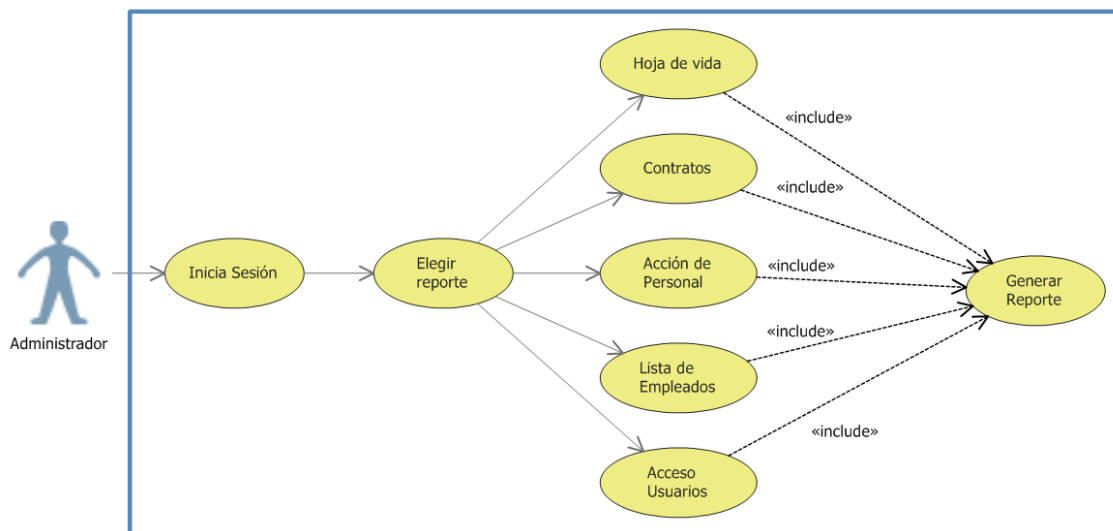 Hoja de vida
«include»
Contratos
«include»
Inicia Sesión
Elegir
reporte
Acción de
Personal
«include»
Generar
Reporte
Administrador
Lista de
Empleados
«include»
Acceso
Usuarios
«include»